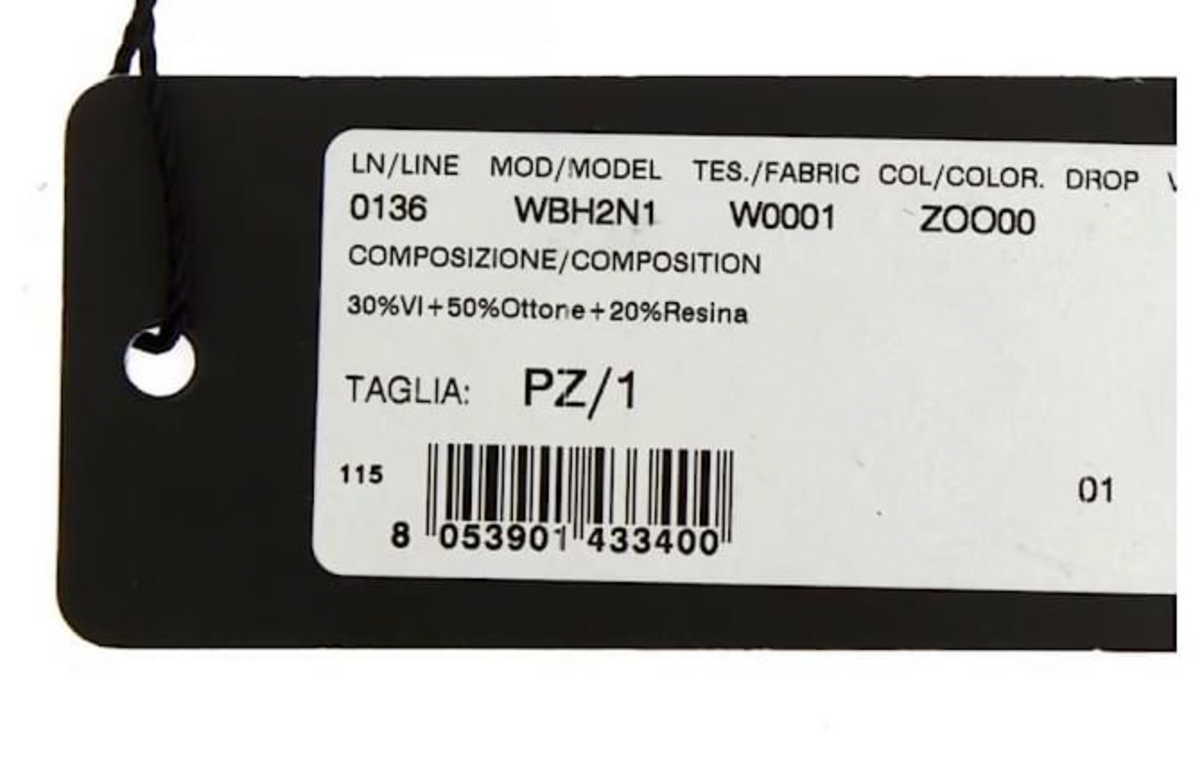 LN/LINE MOD/MODEL TES./FABRIC COL/COLOR. DROP
0136 WBH2N1 W0001 ZOO00
COMPOSIZIONE/COMPOSITION
30%VI+50%Ottone+20%Resina
TAGLIA: PZ/1
115
01
8 053901 433400